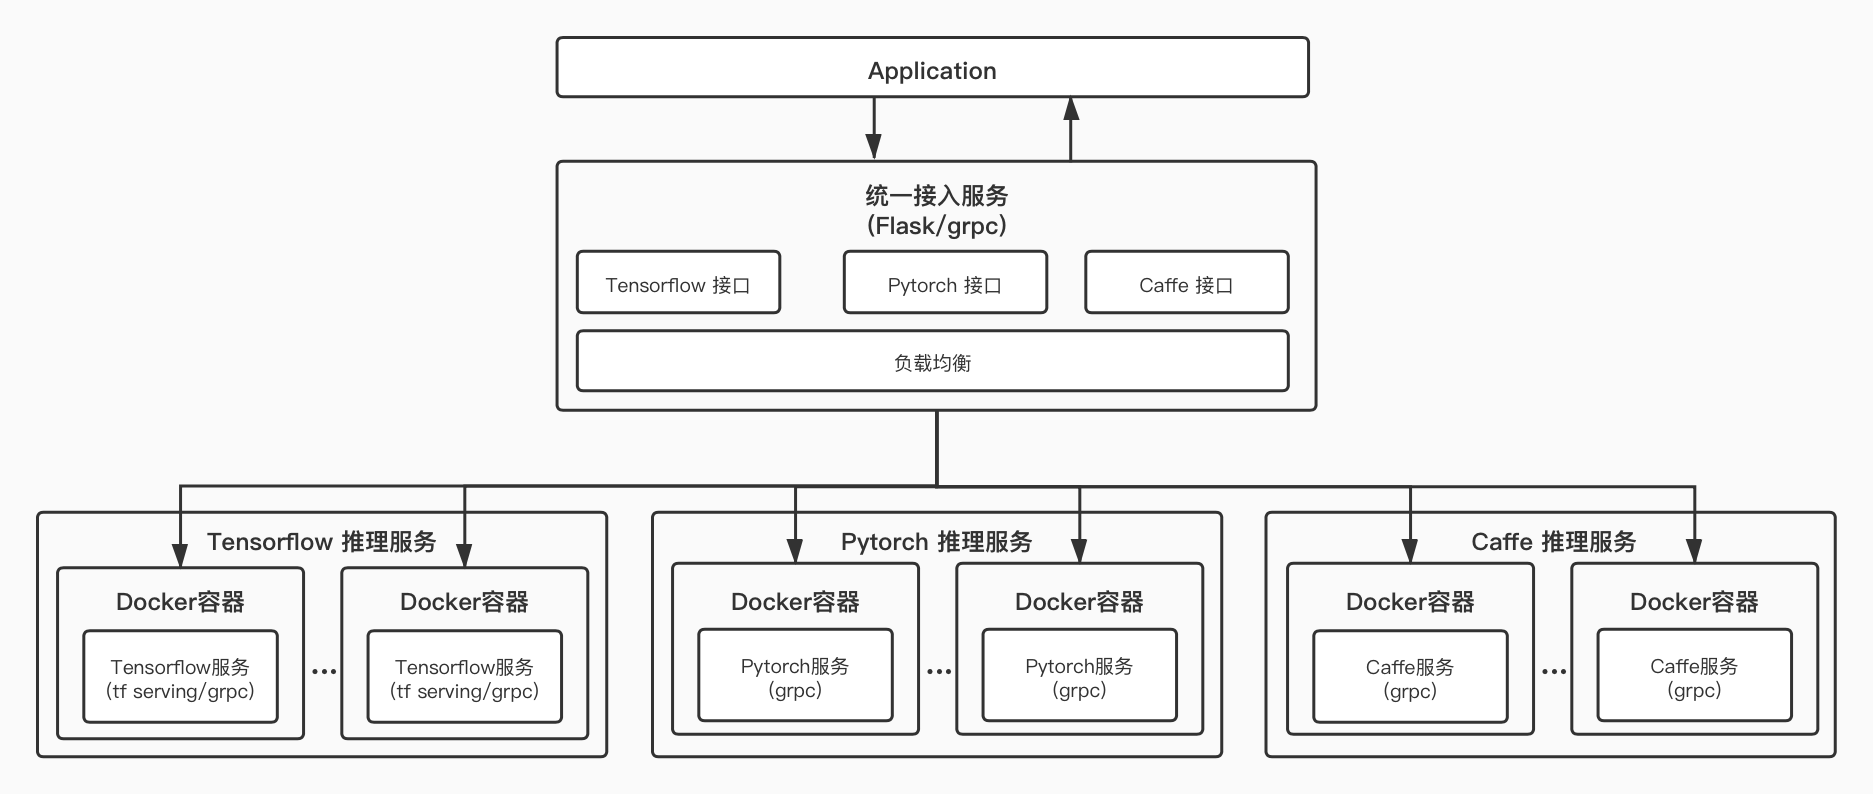 Application
统一接入服务
(Flask/grpc)
Tensorflow 接口
Pytorch 接口
Caffe 接口
负载均衡
Tensorflow 推理服务
Docker容器
Tensorflow服务
(tf serving/grpc)
...
Docker容器
Tensorflow服务
(tf serving/grpc)
Pytorch 推理服务
Docker容器
Pytorch服务
(grpc)
...
Docker容器
Pytorch服务
(grpc)
Caffe 推理服务
Docker容器
Caffe服务
(grpc)
...
Docker容器
Caffe服务
(grpc)